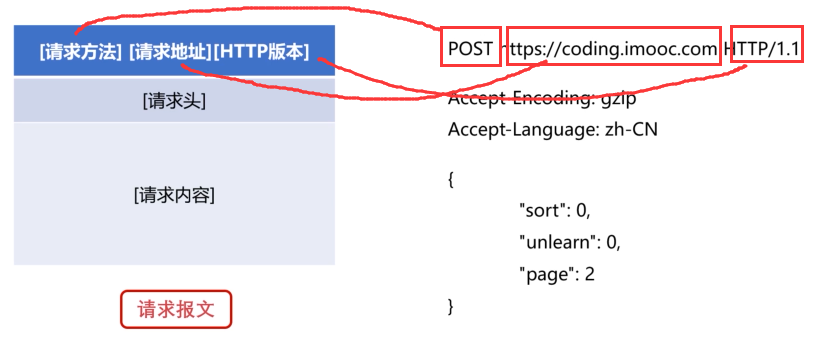 [请求方法] [请求地址][HTTP版本]
[请求头]
[请求内容]
请求报文
POST https://coding.imooc.com HTTP/1.1
Accept-Encoding: gzip
Accept-Language: zh-CN
{
"sort": 0,
"unlearn": 0,
"page": 2
}